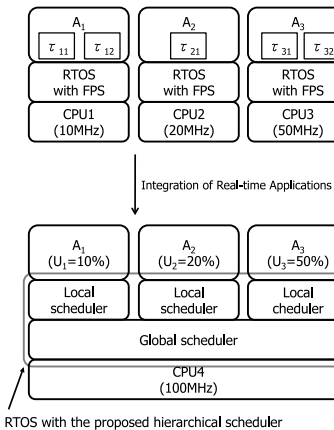 A1 A2 A3
τ11 τ12 τ21 τ31 τ32
RTOS with FPS RTOS with FPS RTOS with FPS
CPU1 (10MHz) CPU2 (20MHz) CPU3 (50MHz)
Integration of Real-time Applications
A1 (U1=10%) A2 (U2=20%) A3 (U3=50%)
Local scheduler Local scheduler Local cheduler
Global scheduler
CPU4
(100MHz)
RTOS with the proposed hierarchical scheduler